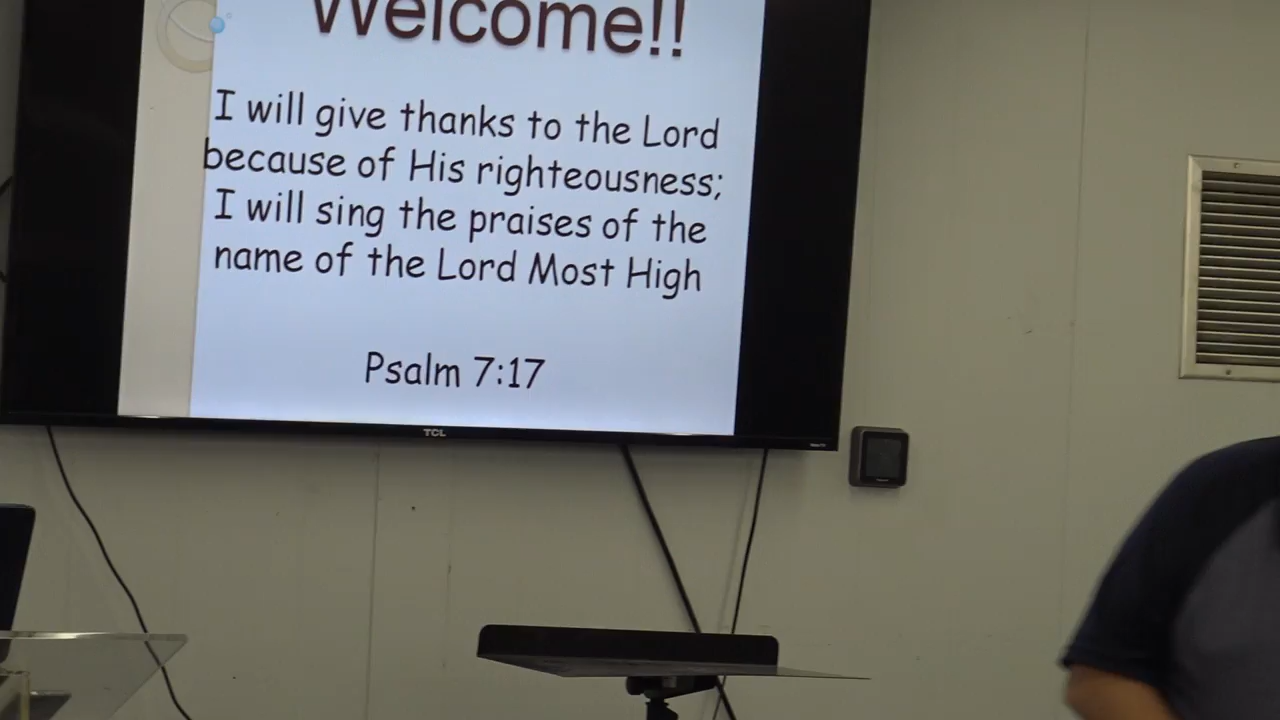 Welcome!!
I will give thanks to the Lord
because of His righteousness;
I will sing the praises of the
name of the Lord Most High
Psalm 7:17
TCL